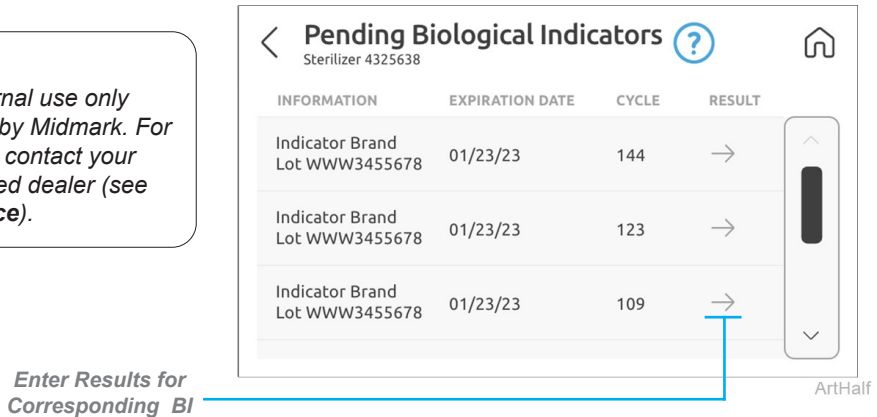 rnal use only
by Midmark. For
contact your
ed dealer (see
ce).
Pending Biological Indicators ?
Sterilizer 4325638
INFORMATION EXPIRATION DATE CYCLE RESULT
Indicator Brand
Lot WWW3455678 01/23/23 144 →
Indicator Brand
Lot WWW3455678 01/23/23 123 →
Indicator Brand
Lot WWW3455678 01/23/23 109 →
Enter Results for
Corresponding BI
ArtHalf